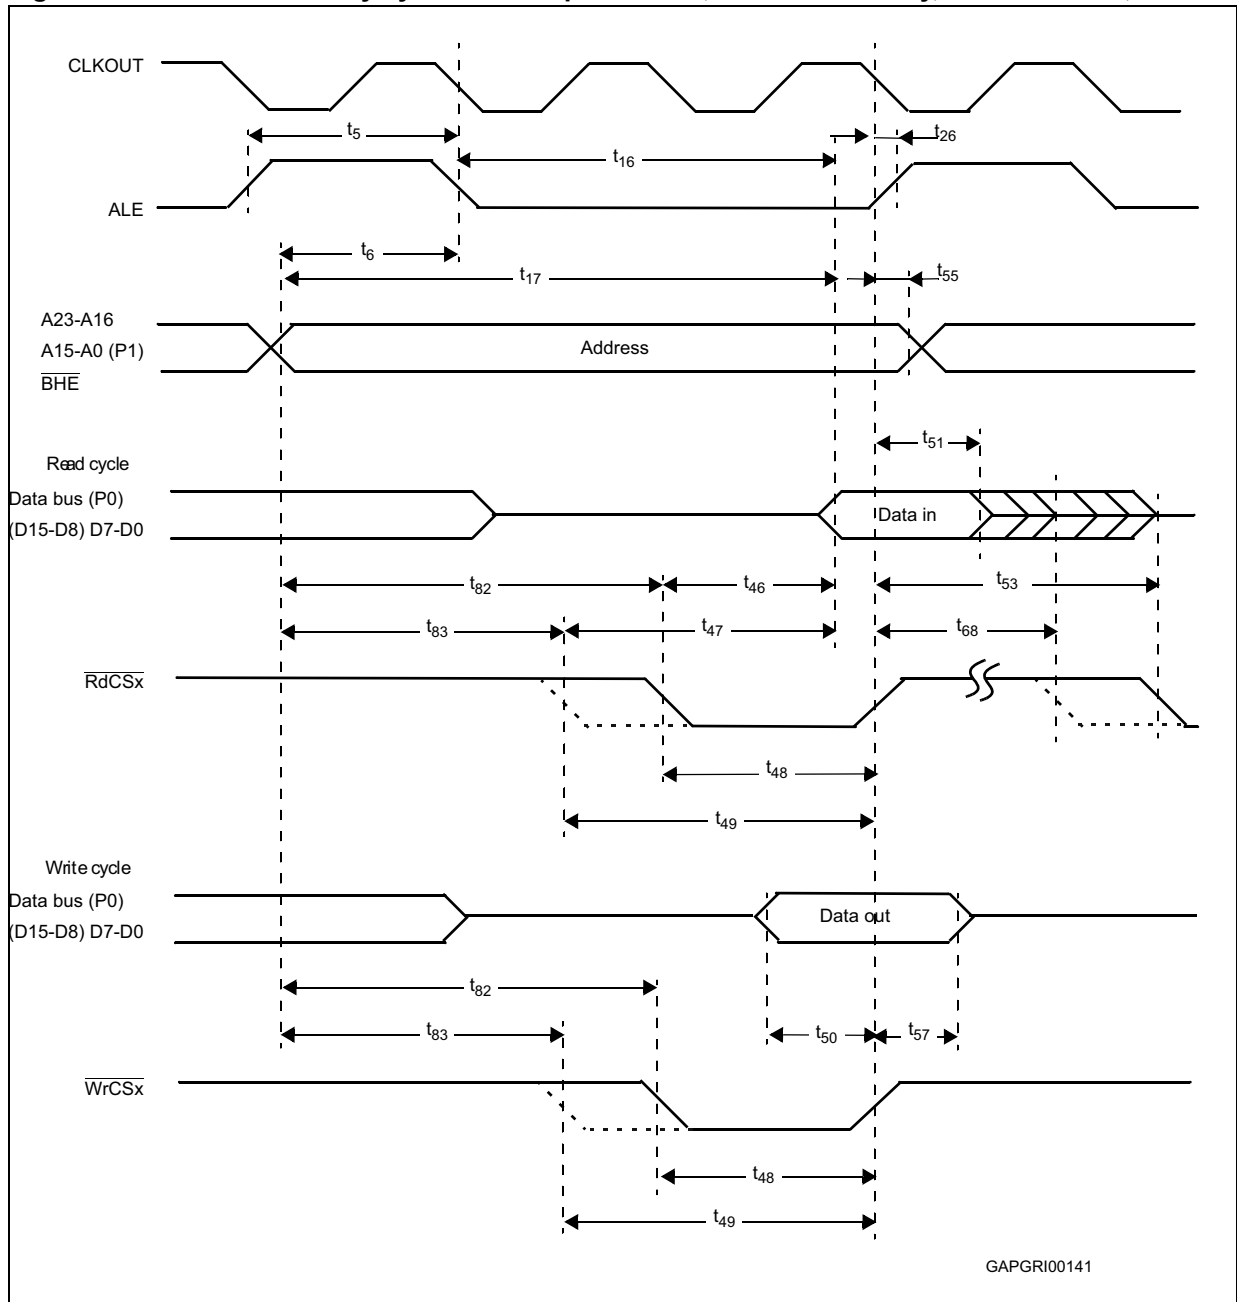 CLKOUT
t5
t26
t16
ALE
t6
t17
t55
A23-A16
A15-A0 (P1)
Address
BHE
t51
Read cycle
Data bus (P0)
Data in
(D15-D8) D7-D0
t82
t46
t53
t83
t47
t68
RdCSx
t48
t49
Write cycle
Data bus (P0)
Data out
(D15-D8) D7-D0
t82
t83
t50
t57
WrCSx
t48
t49
GAPGRI00141